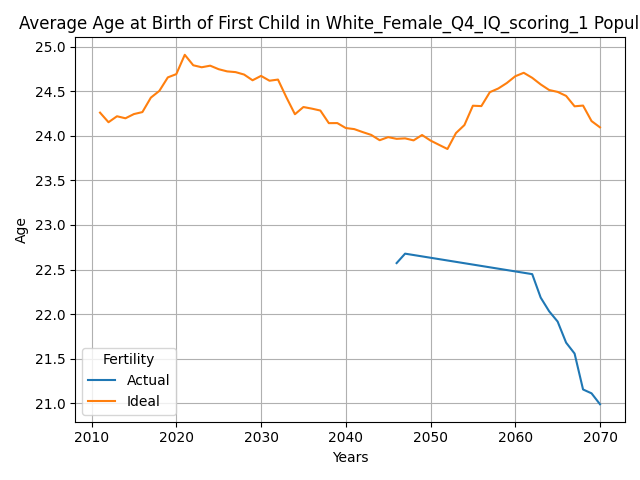 Average Age at Birth of First Child in White_Female_Q4_IQ_scoring_1 Popul
25.0
24.5
24.0
23.5
23.0
22.5
22.0
21.5
21.0
Age
Fertility
Actual
Ideal
2010 2020 2030 2040 2050 2060 2070
Years